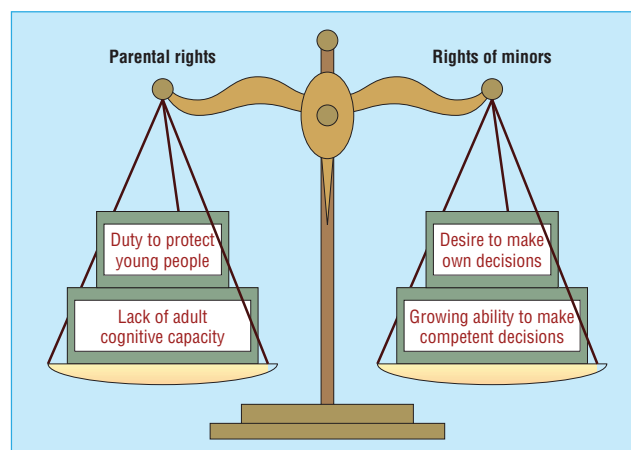 Parental rights
Rights of minors
Duty to protect
young people
Lack of adult
cognitive capacity
Desire to make
own decisions
Growing ability to make
competent decisions